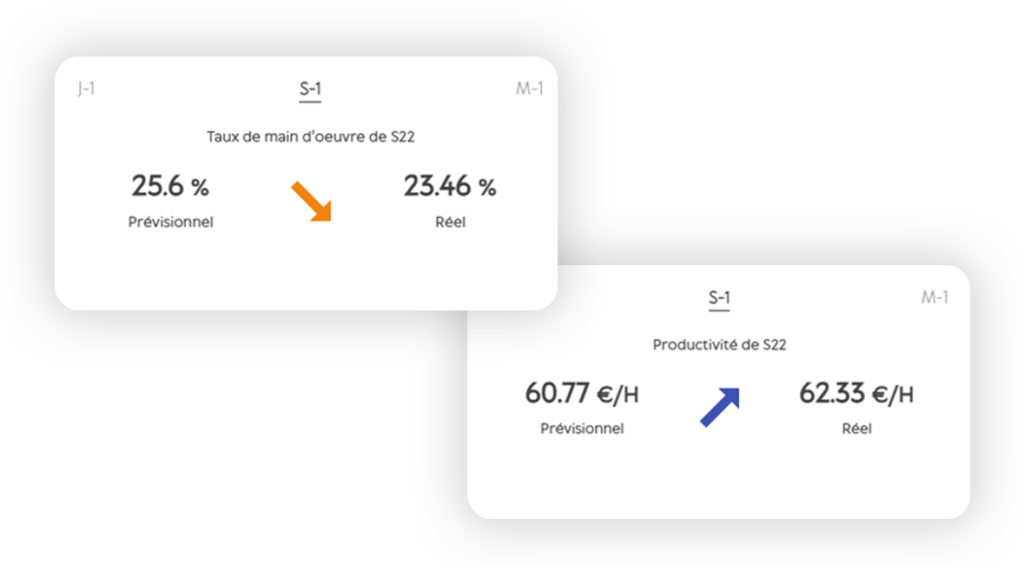 J-1 S-1 M-1
Taux de main d'oeuvre de S22
25.6 % 23.46 %
Prévisionnel Réel
S-1 M-1
Productivité de S22
60.77 €/H 62.33 €/H
Prévisionnel Réel